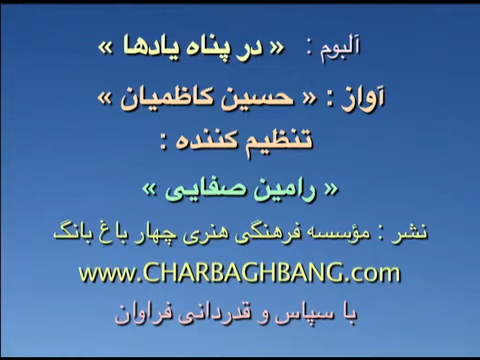 آلبوم : « در پناه یادها »
آواز : « حسین کاظمیان »
تنظیم کننده :
« رامین صفایی »
نشر : مؤسسه فرهنگی هنری چهار باغ بانگ
www.CHARBAGHBANG.com
با سپاس و قدردانی فراوان